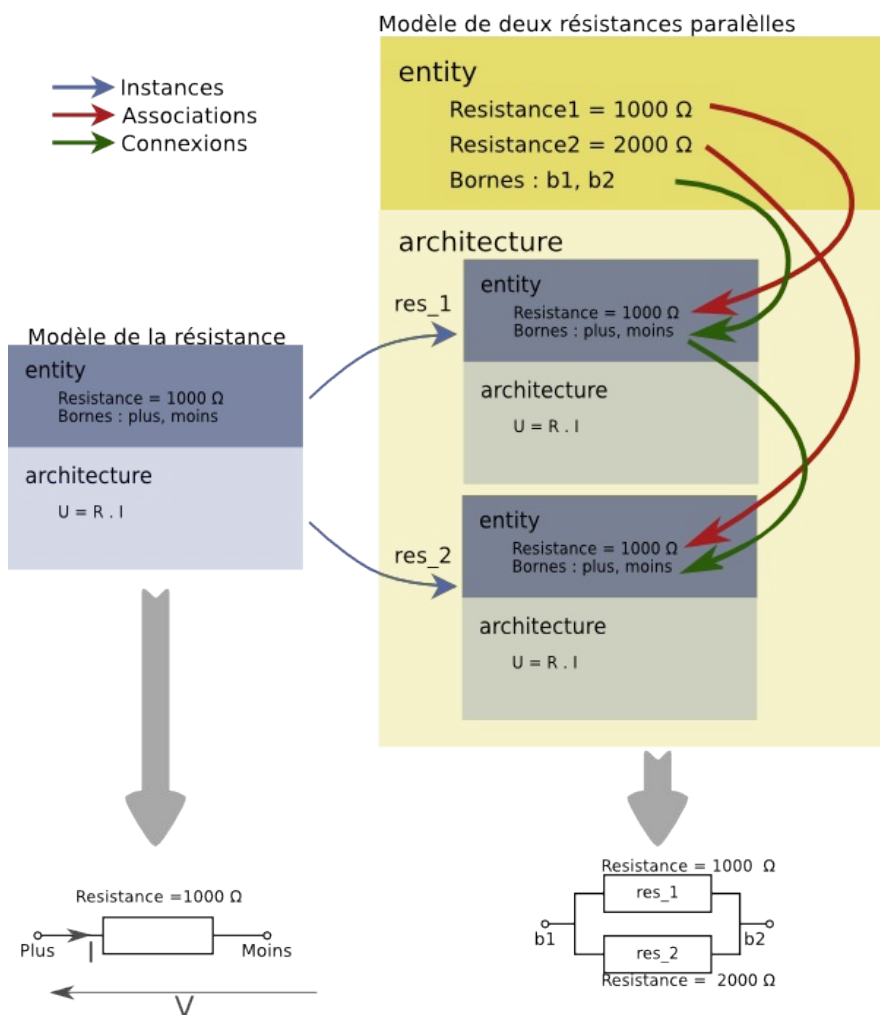 Modèle de deux résistances paralèlles
Instances
Associations
Connexions
entity
Resistance1 = 1000 Ω
Resistance2 = 2000 Ω
Bornes : b1, b2
architecture
res_1
entity
Resistance = 1000 Ω
Bornes : plus, moins
architecture
U = R . I
Modèle de la résistance
entity
Resistance = 1000 Ω
Bornes : plus, moins
architecture
U = R . I
res_2
entity
Resistance = 1000 Ω
Bornes : plus, moins
architecture
U = R . I
Resistance =1000 Ω
Plus
I
Moins
V
Resistance = 1000 Ω
res_1
b1
b2
res_2
Resistance = 2000 Ω